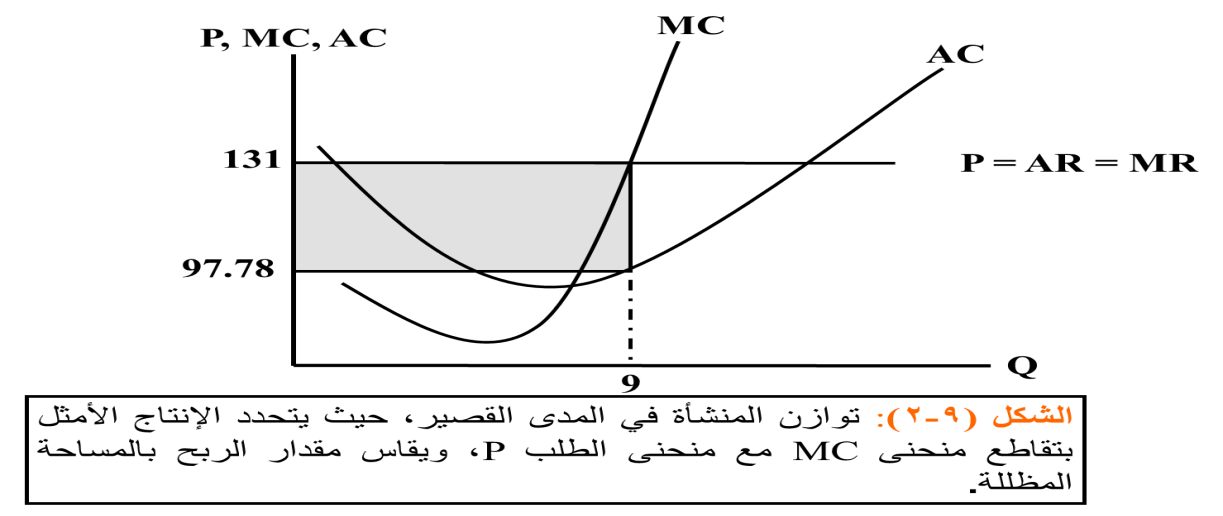 P, MC, AC
MC
AC
131
P = AR = MR
97.78
Q
9
الشكل (٩-٢): توازن المنشأة في المدى القصير، حيث يتحدد الإنتاج الأمثل
بتقاطع منحنى MC مع منحنى الطلب P، ويقاس مقدار الربح بالمساحة
المظللة.